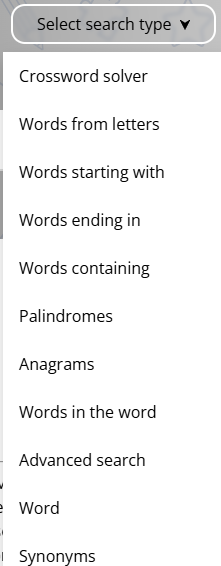 Select search type
Crossword solver
Words from letters
Words starting with
Words ending in
Words containing
Palindromes
Anagrams
Words in the word
Advanced search
Word
Synonyms